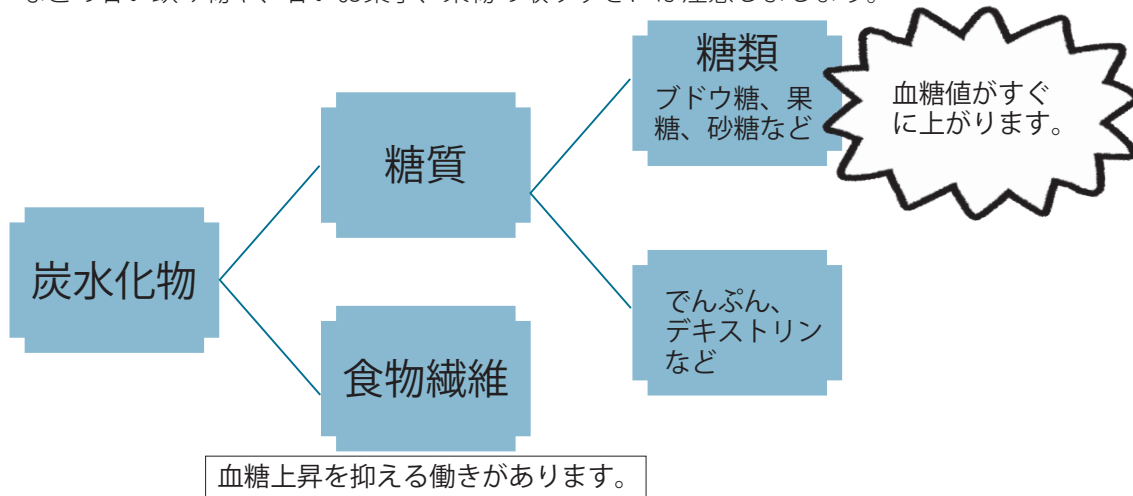 糖類
ブドウ糖、果
糖、砂糖など
血糖値がすぐ
に上がります。
糖質
炭水化物
でんぷん、
デキストリン
など
食物繊維
血糖上昇を抑える働きがあります。